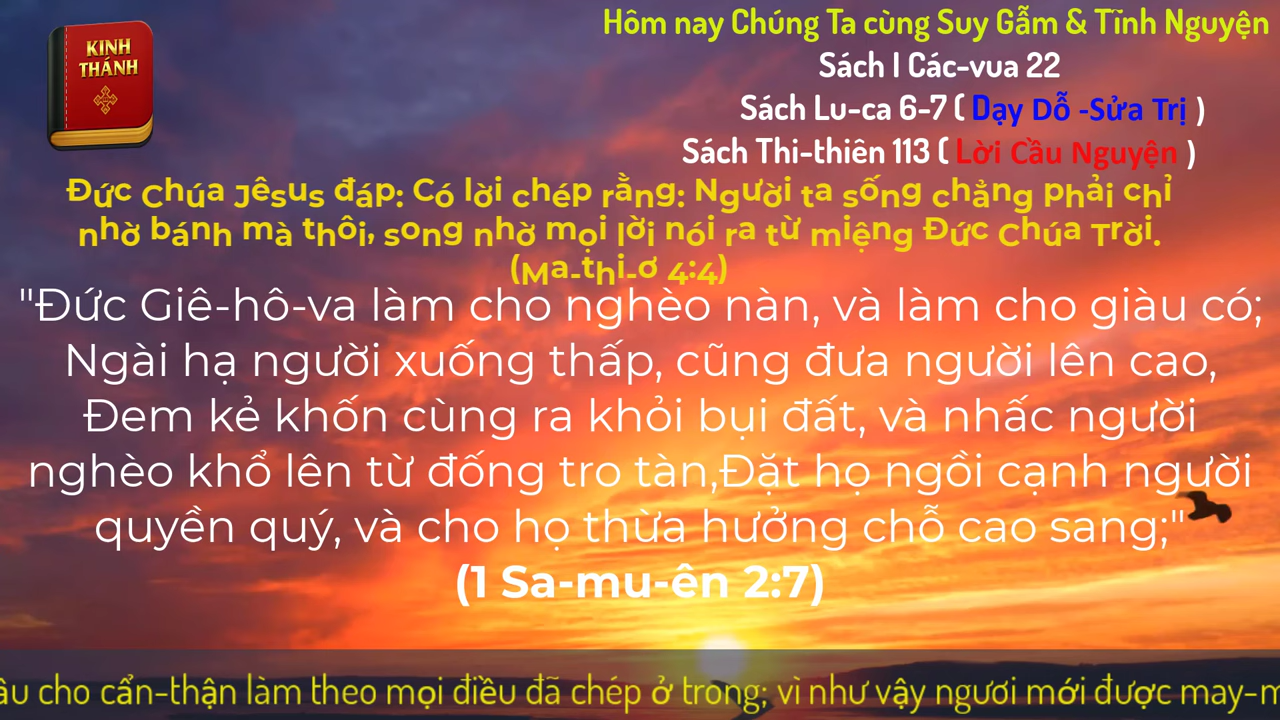 KINH
THÁNH
Hôm nay Chúng Ta cùng Suy Gẫm & Tĩnh Nguyện
Sách I Các-vua 22
Sách Lu-ca 6-7 ( Dạy Dỗ -Sửa Trị )
Sách Thi-thiên 113 ( Lời Cầu Nguyện )
Đức Chúa Jêsus đáp: Có lời chép rằng: Người ta sống chẳng phải chỉ
nhờ bánh mà thôi, song nhờ mọi lời nói ra từ miệng Đức Chúa Trời.
(Ma-thi-ơ 4:4)
"Đức Giê-hô-va làm cho nghèo nàn, và làm cho giàu có;
Ngài hạ người xuống thấp, cũng đưa người lên cao,
Đem kẻ khốn cùng ra khỏi bụi đất, và nhấc người
nghèo khổ lên từ đống tro tàn,Đặt họ ngồi cạnh người
quyền quý, và cho họ thừa hưởng chỗ cao sang;"
(1 Sa-mu-ên 2:7)
cho cẩn-thận làm theo mọi điều đã chép ở trong; vì như vậy ngươi mới được